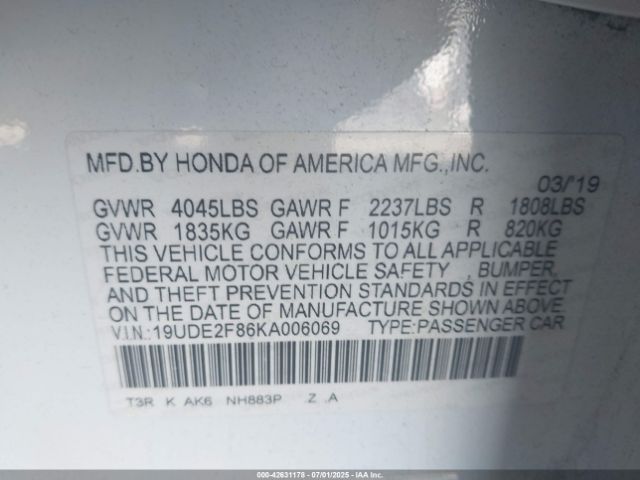 MFD.BY HONDA OF AMERICA MFG.,INC.
03/'19
GVWR 4045LBS GAWR F 2237LBS R 1808LBS
GVWR 1835KG GAWR F 1015KG R 820KG
THIS VEHICLE CONFORMS TO ALL APPLICABLE
FEDERAL MOTOR VEHICLE SAFETY , BUMPER,
AND THEFT PREVENTION STANDARDS IN EFFECT
ON THE DATE OF MANUFACTURE SHOWN ABOVE.
V.I.N.:19UDE2F86KA006069 TYPE:PASSENGER CAR
T3R K AK6 NH883P Z .A
000-42631178 - 07/01/2025 - IAA Inc.